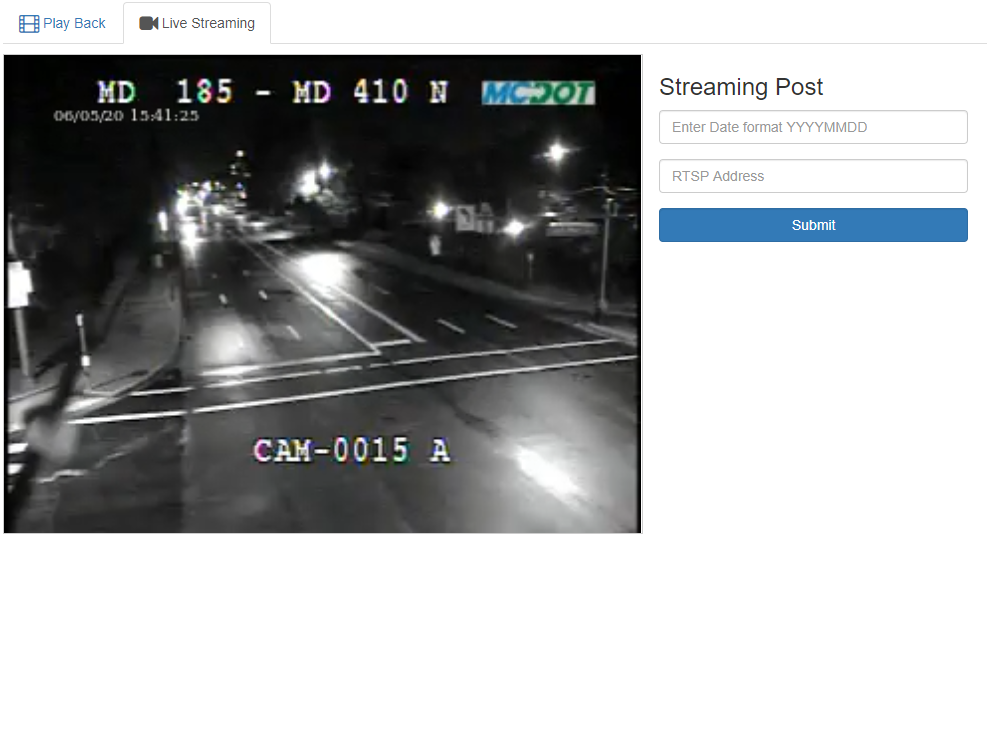 Play Back
Live Streaming
MD 185 - MD 410 N
MCDOT
06/05/20 15:41:25
CAM-0015 A
Streaming Post
Enter Date format YYYYMMDD
RTSP Address
Submit